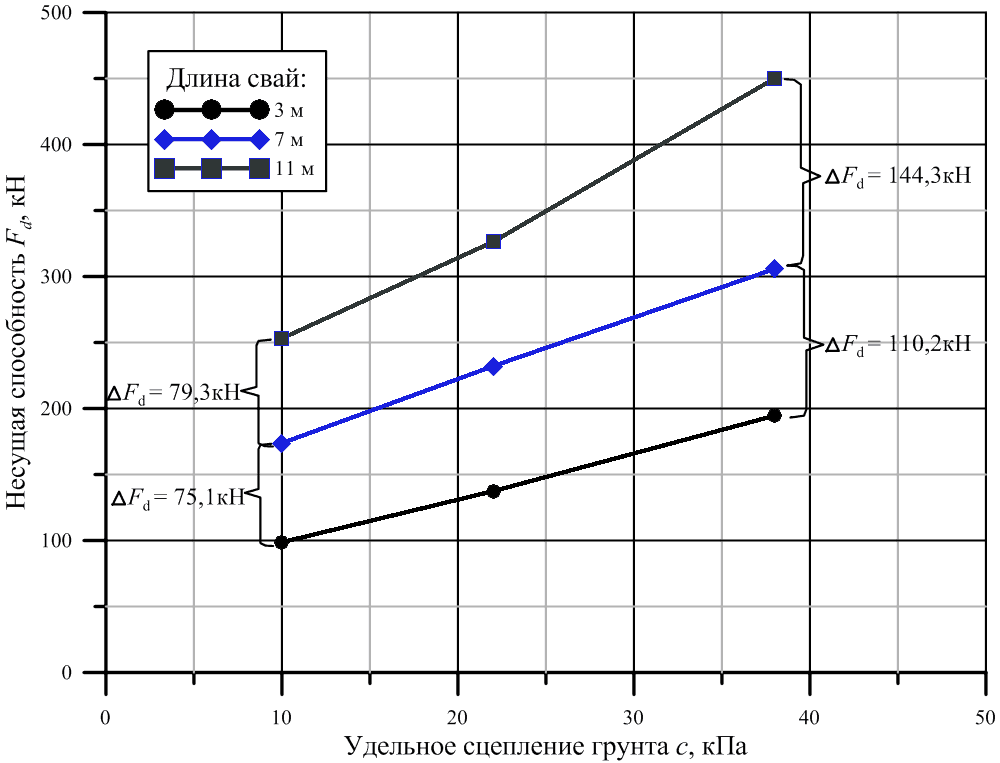 500
400
300
200
100
0
Несущая способность Fd, кН
Длина свай:
3 м
7 м
11 м
ΔFd = 144,3кН
ΔFd = 110,2кН
ΔFd = 79,3кН
ΔFd = 75,1кН
0 10 20 30 40 50
Удельное сцепление грунта c, кПа